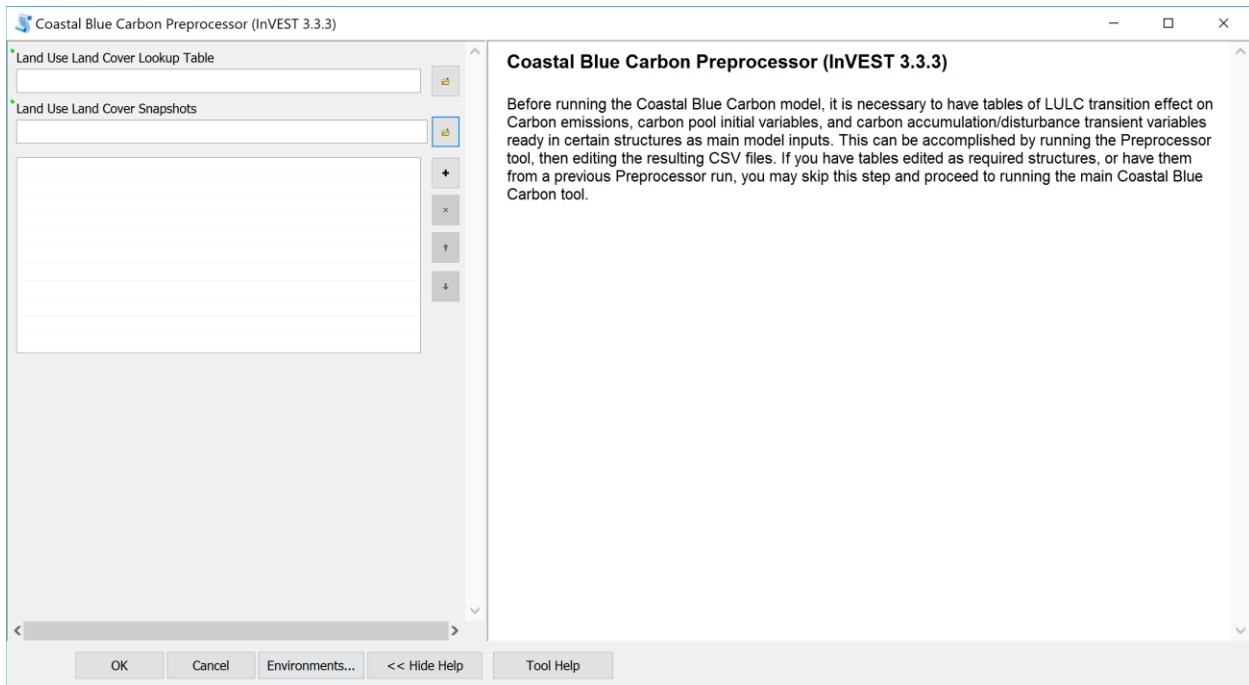 Coastal Blue Carbon Preprocessor (InVEST 3.3.3)
Land Use Land Cover Lookup Table
Land Use Land Cover Snapshots
Coastal Blue Carbon Preprocessor (InVEST 3.3.3)
Before running the Coastal Blue Carbon model, it is necessary to have tables of LULC transition effect on
Carbon emissions, carbon pool initial variables, and carbon accumulation/disturbance transient variables
ready in certain structures as main model inputs. This can be accomplished by running the Preprocessor
tool, then editing the resulting CSV files. If you have tables edited as required structures, or have them
from a previous Preprocessor run, you may skip this step and proceed to running the main Coastal Blue
Carbon tool.
OK
Cancel
Environments...
<< Hide Help
Tool Help